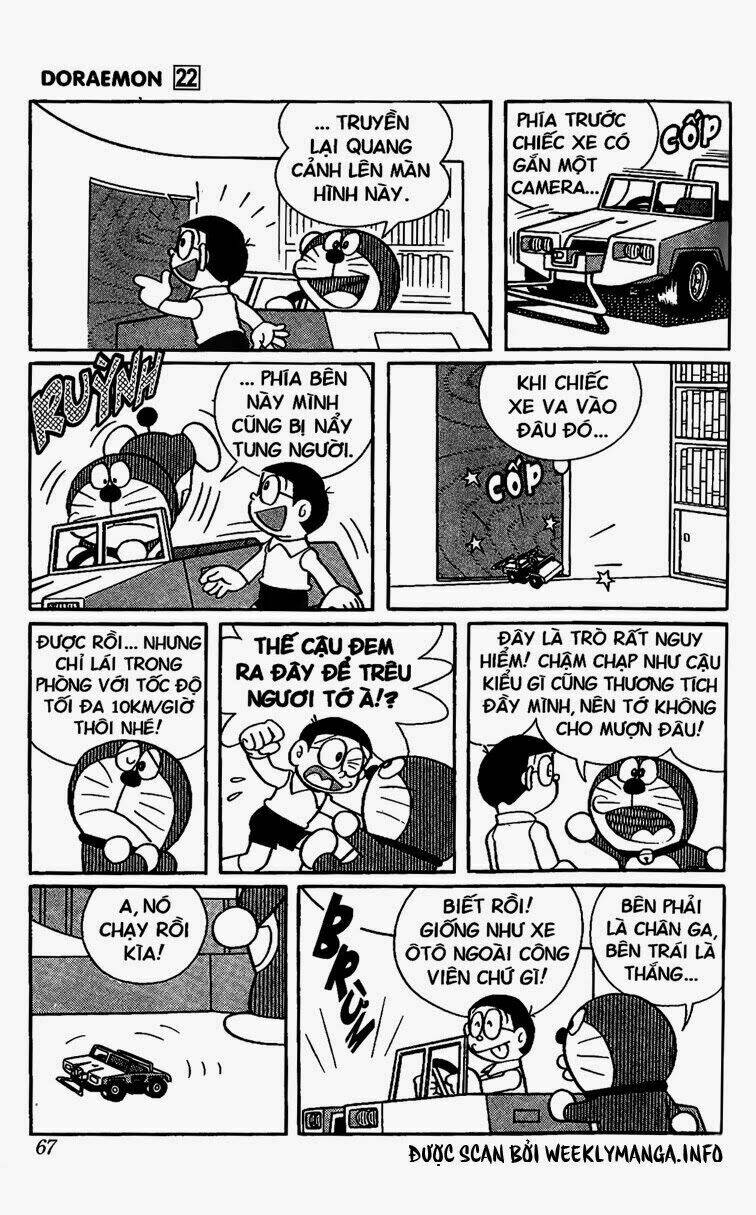 DORAEMON 22
PHÍA TRƯỚC
CHIẾC XE CÓ
GẮN MỘT
CAMERA...
CỐP
... TRUYỀN
LẠI QUANG
CẢNH LÊN MÀN
HÌNH NÀY.
KHI CHIẾC
XE VA VÀO
ĐÂU ĐÓ...
CỐP
... PHÍA BÊN
NÀY MÌNH
CŨNG BỊ NẨY
TUNG NGƯỜI.
RUỲNH
ĐÂY LÀ TRÒ RẤT NGUY
HIỂM! CHẬM CHẠP NHƯ CẬU
KIỂU GÌ CŨNG THƯƠNG TÍCH
ĐẦY MÌNH, NÊN TỚ KHÔNG
CHO MƯỢN ĐÂU!
THẾ CẬU ĐEM
RA ĐÂY ĐỂ TRÊU
NGƯƠI TỚ À!?
ĐƯỢC RỒI... NHƯNG
CHỈ LÁI TRONG
PHÒNG VỚI TỐC ĐỘ
TỐI ĐA 10KM/GIỜ
THÔI NHÉ!
BÊN PHẢI
LÀ CHÂN GA,
BÊN TRÁI LÀ
THẮNG...
BIẾT RỒI!
GIỐNG NHƯ XE
ÔTÔ NGOÀI CÔNG
VIÊN CHỨ GÌ!
BRỪM
A, NÓ
CHẠY RỒI
KÌA!
67
ĐƯỢC SCAN BỞI WEEKLYMANGA.INFO